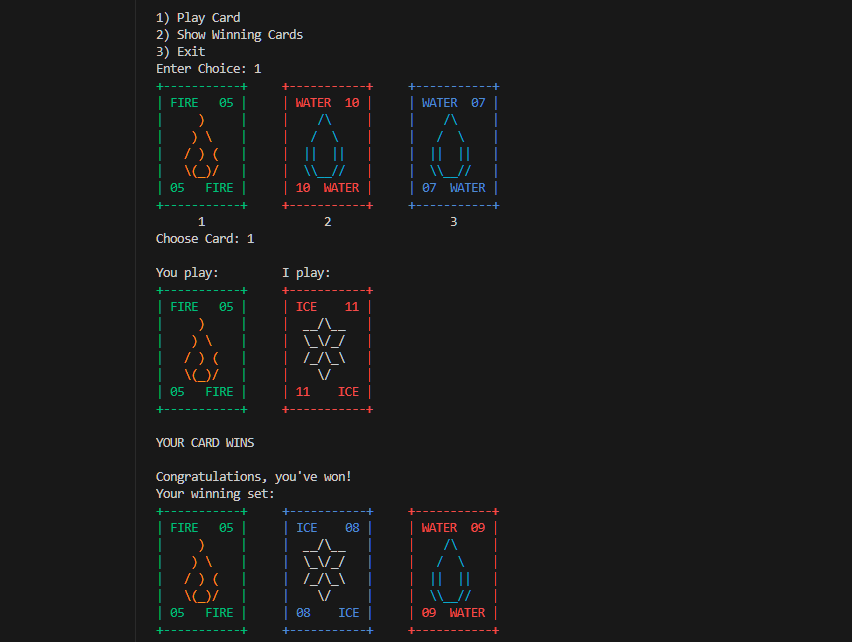 1) Play Card
2) Show Winning Cards
3) Exit
Enter Choice: 1
+-----------+     +-----------+     +-----------+
| FIRE   05 |     | WATER  10 |     | WATER  07 |
|     )     |     |    /\     |     |    /\     |
|    ) \    |     |   /  \    |     |   /  \    |
|   / ) (   |     |  ||  ||   |     |  ||  ||   |
|   \(_)/   |     |  \\__//   |     |  \\__//   |
| 05   FIRE |     | 10  WATER |     | 07  WATER |
+-----------+     +-----------+     +-----------+
      1                 2                 3
Choose Card: 1
You play:         I play:
+-----------+     +-----------+
| FIRE   05 |     | ICE    11 |
|     )     |     |  __/\__   |
|    ) \    |     |  \_\/_/   |
|   / ) (   |     |  /_/\_\   |
|   \(_)/   |     |    \/     |
| 05   FIRE |     | 11    ICE |
+-----------+     +-----------+
YOUR CARD WINS
Congratulations, you've won!
Your winning set:
+-----------+     +-----------+     +-----------+
| FIRE   05 |     | ICE    08 |     | WATER  09 |
|     )     |     |  __/\__   |     |    /\     |
|    ) \    |     |  \_\/_/   |     |   /  \    |
|   / ) (   |     |  /_/\_\   |     |  ||  ||   |
|   \(_)/   |     |    \/     |     |  \\__//   |
| 05   FIRE |     | 08    ICE |     | 09  WATER |
+-----------+     +-----------+     +-----------+